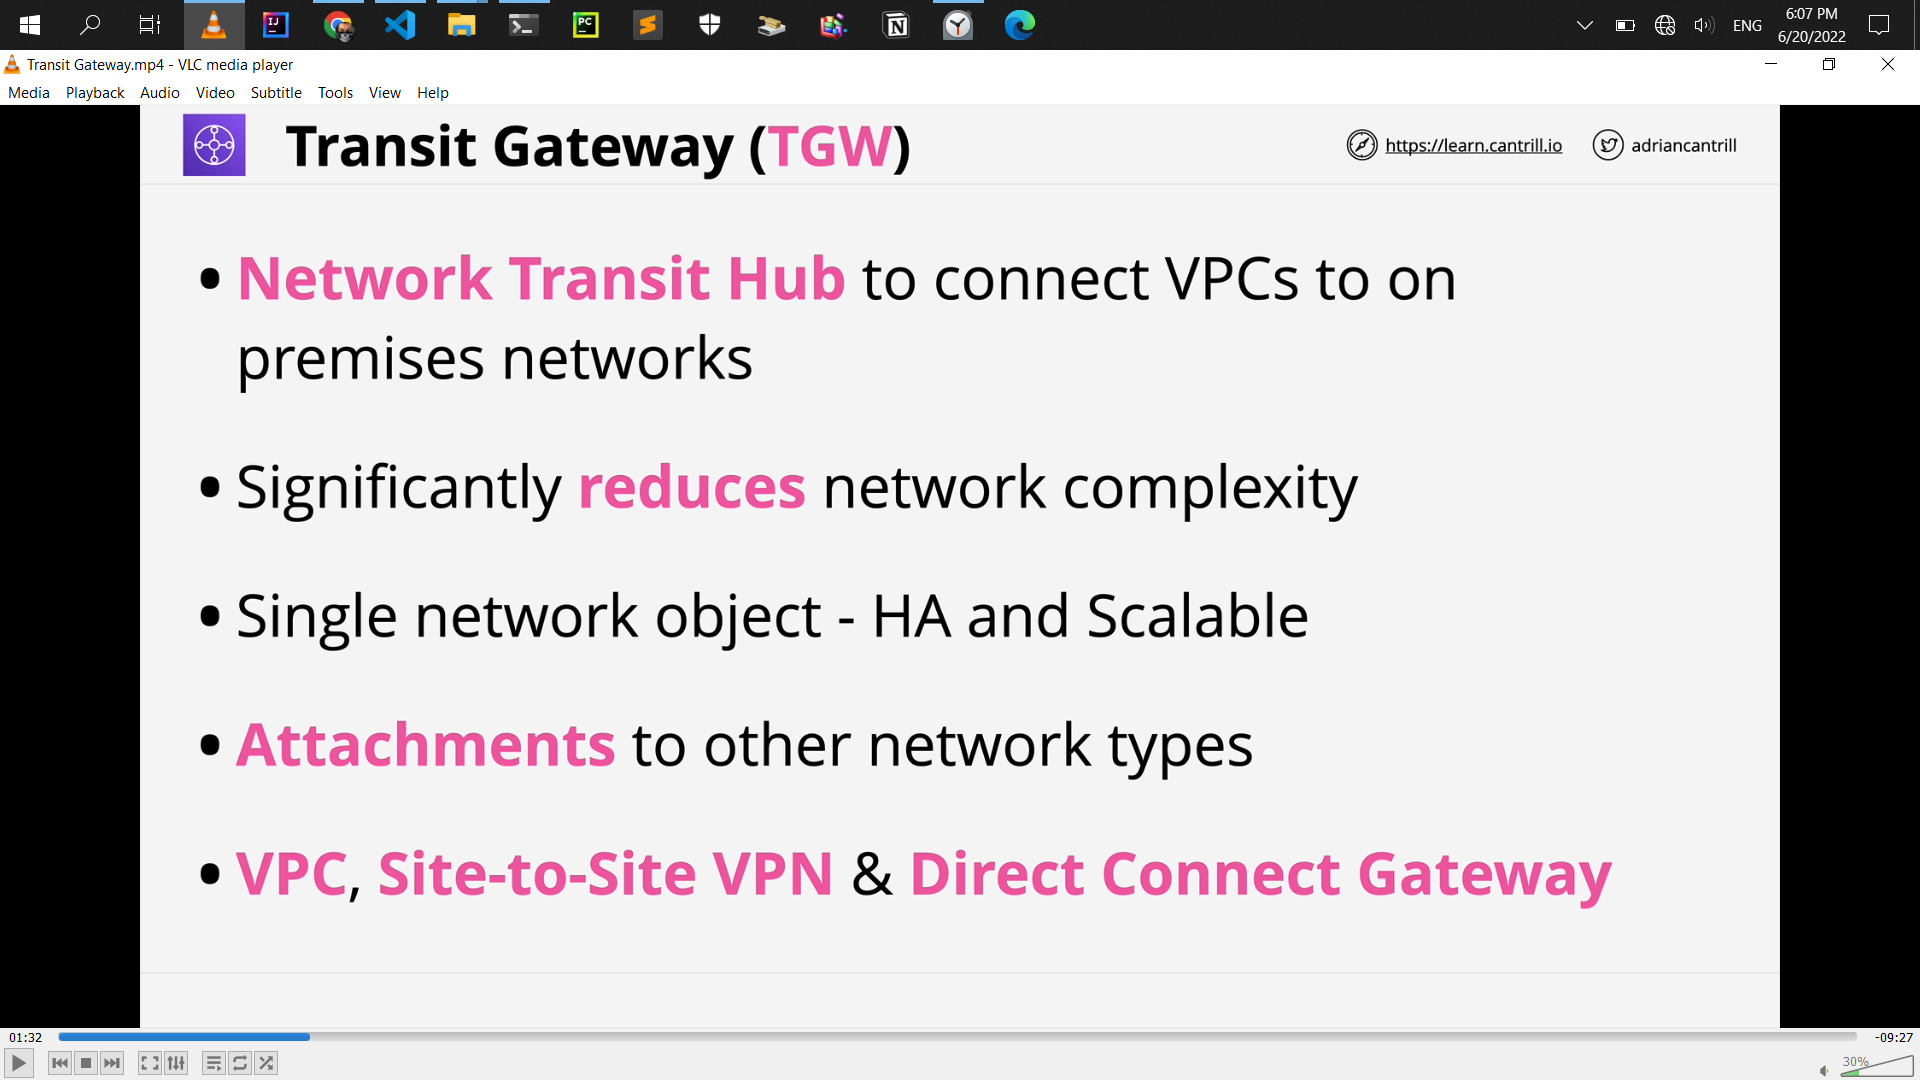 ENG
6:07 PM
6/20/2022
Transit Gateway.mp4 - VLC media player
Media Playback Audio Video Subtitle Tools View Help
Transit Gateway (TGW)
https://learn.cantrill.io
adriancantrill
• Network Transit Hub to connect VPCs to on
premises networks
• Significantly reduces network complexity
• Single network object - HA and Scalable
• Attachments to other network types
• VPC, Site-to-Site VPN & Direct Connect Gateway
01:32
-09:27
30%